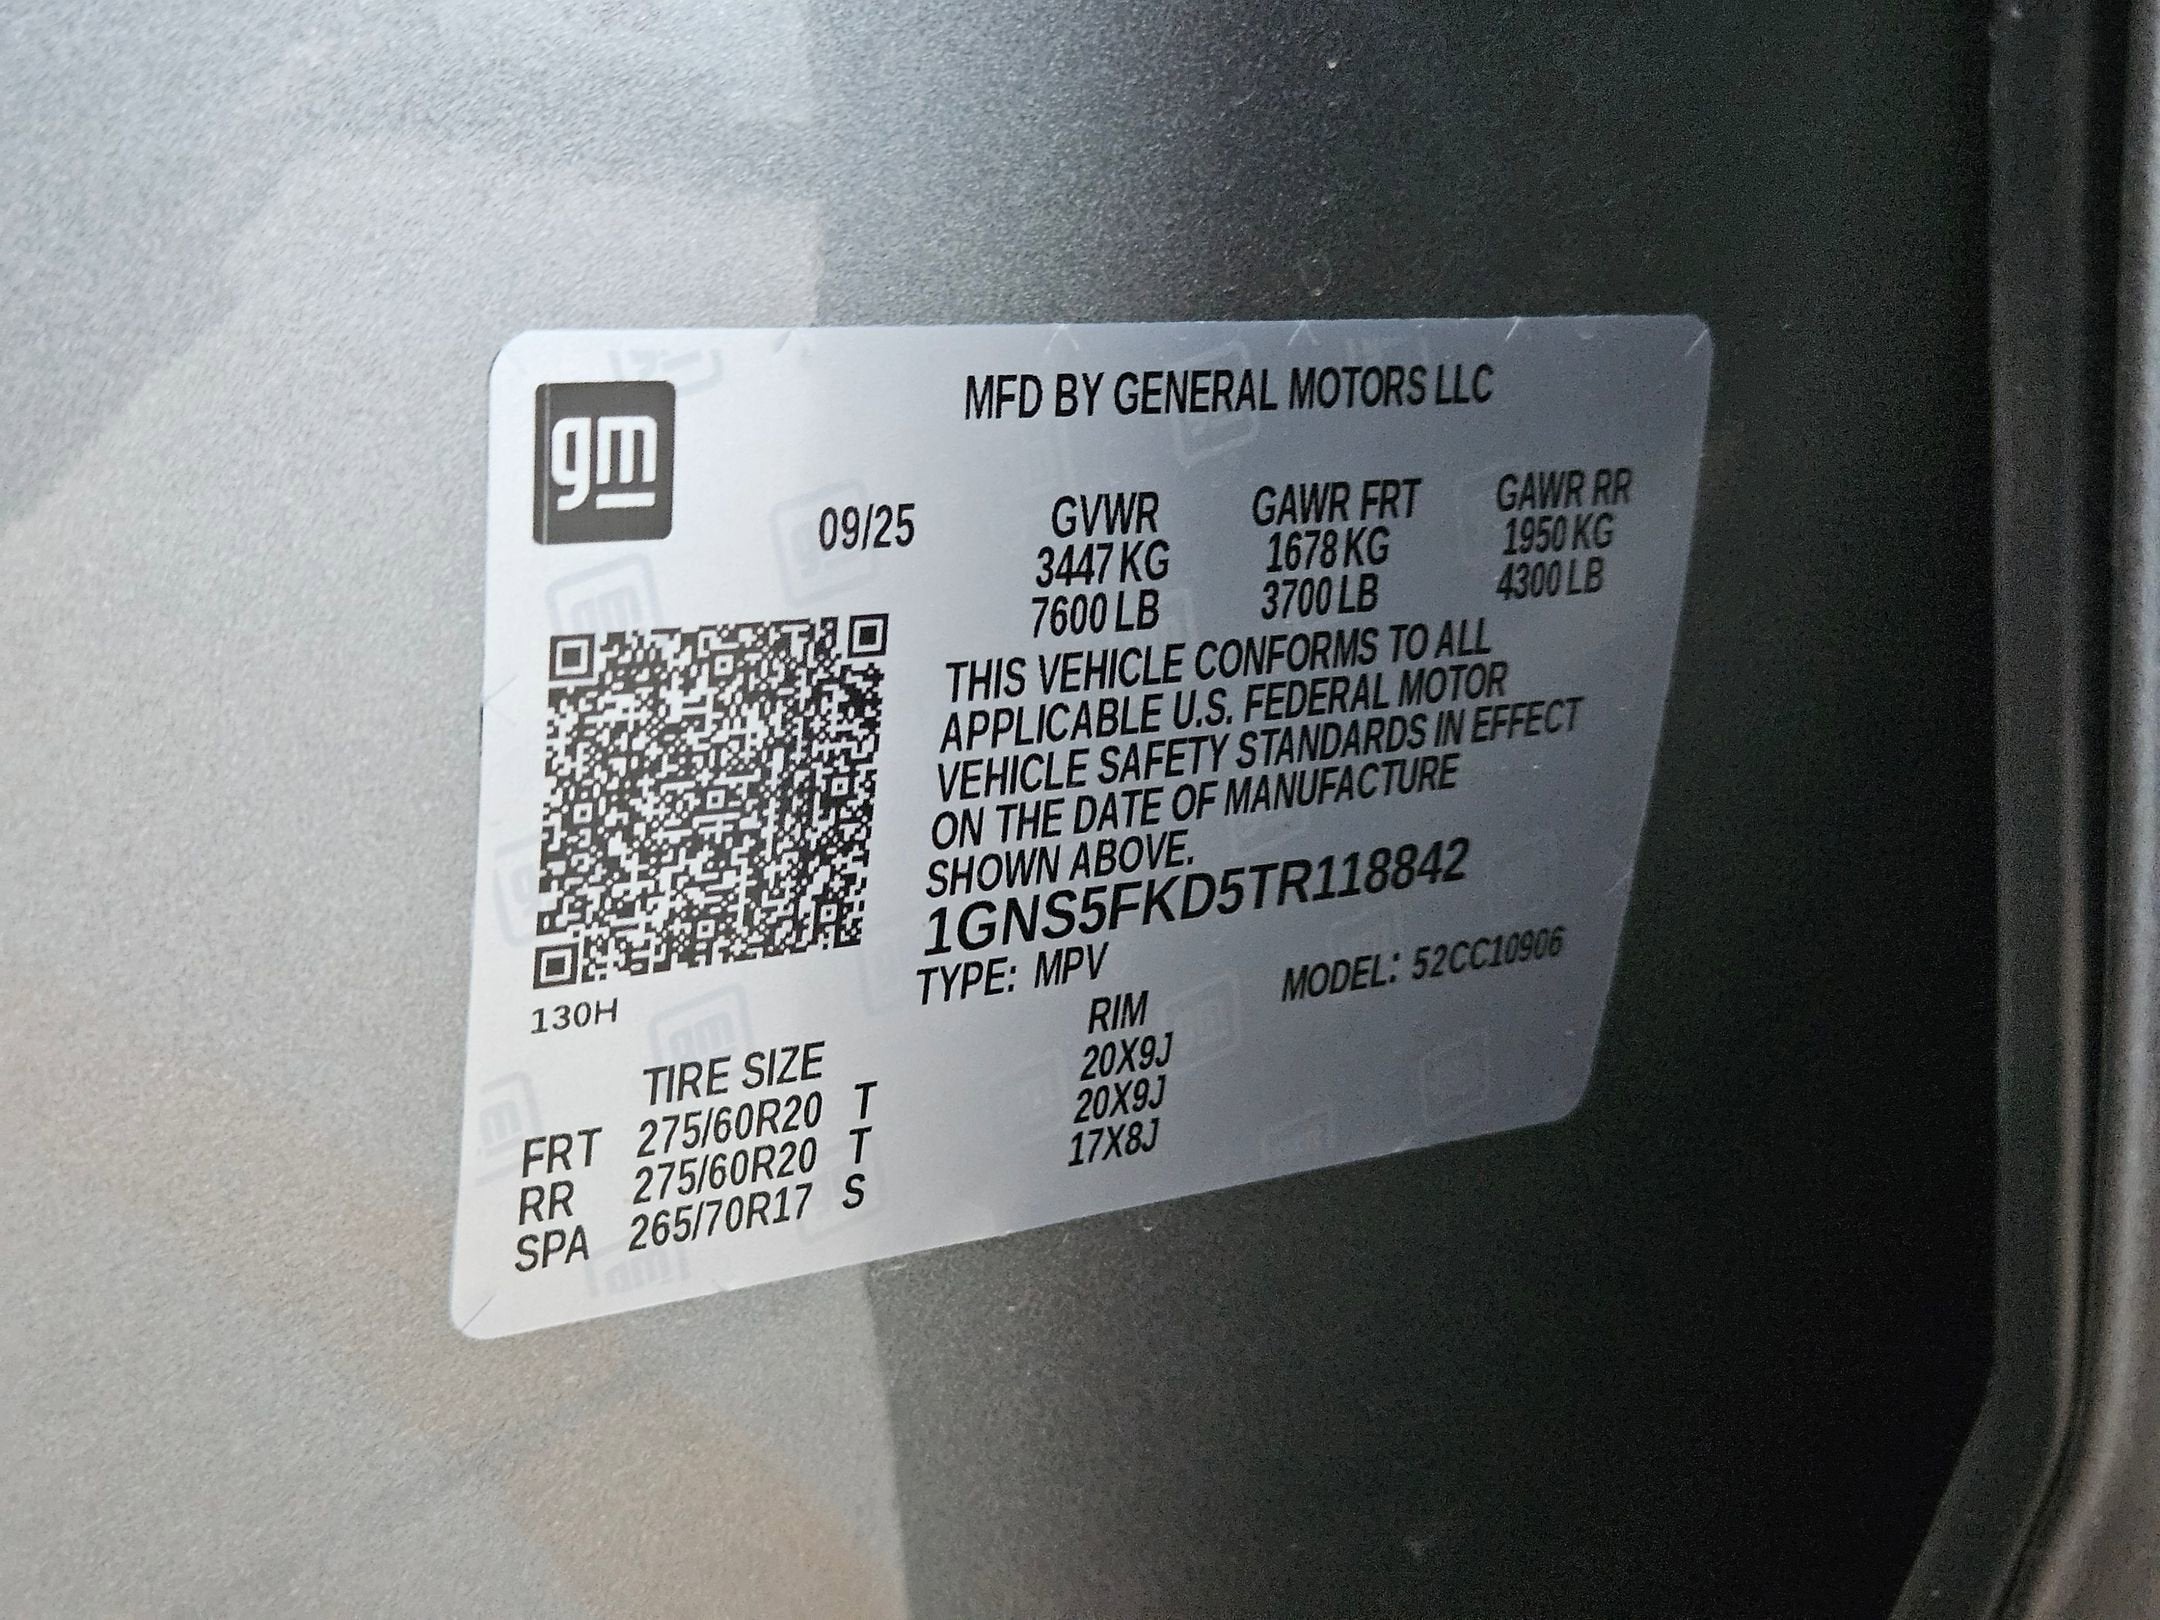 gm
MFD BY GENERAL MOTORS LLC
09/25
GVWR GAWR FRT GAWR RR
3447 KG 1678 KG 1950 KG
7600 LB 3700 LB 4300 LB
THIS VEHICLE CONFORMS TO ALL
APPLICABLE U.S. FEDERAL MOTOR
VEHICLE SAFETY STANDARDS IN EFFECT
ON THE DATE OF MANUFACTURE
SHOWN ABOVE.
1GNS5FKD5TR118842
TYPE: MPV MODEL: 52CC10906
130H
TIRE SIZE RIM
FRT 275/60R20 T 20X9J
RR 275/60R20 T 20X9J
SPA 265/70R17 S 17X8J